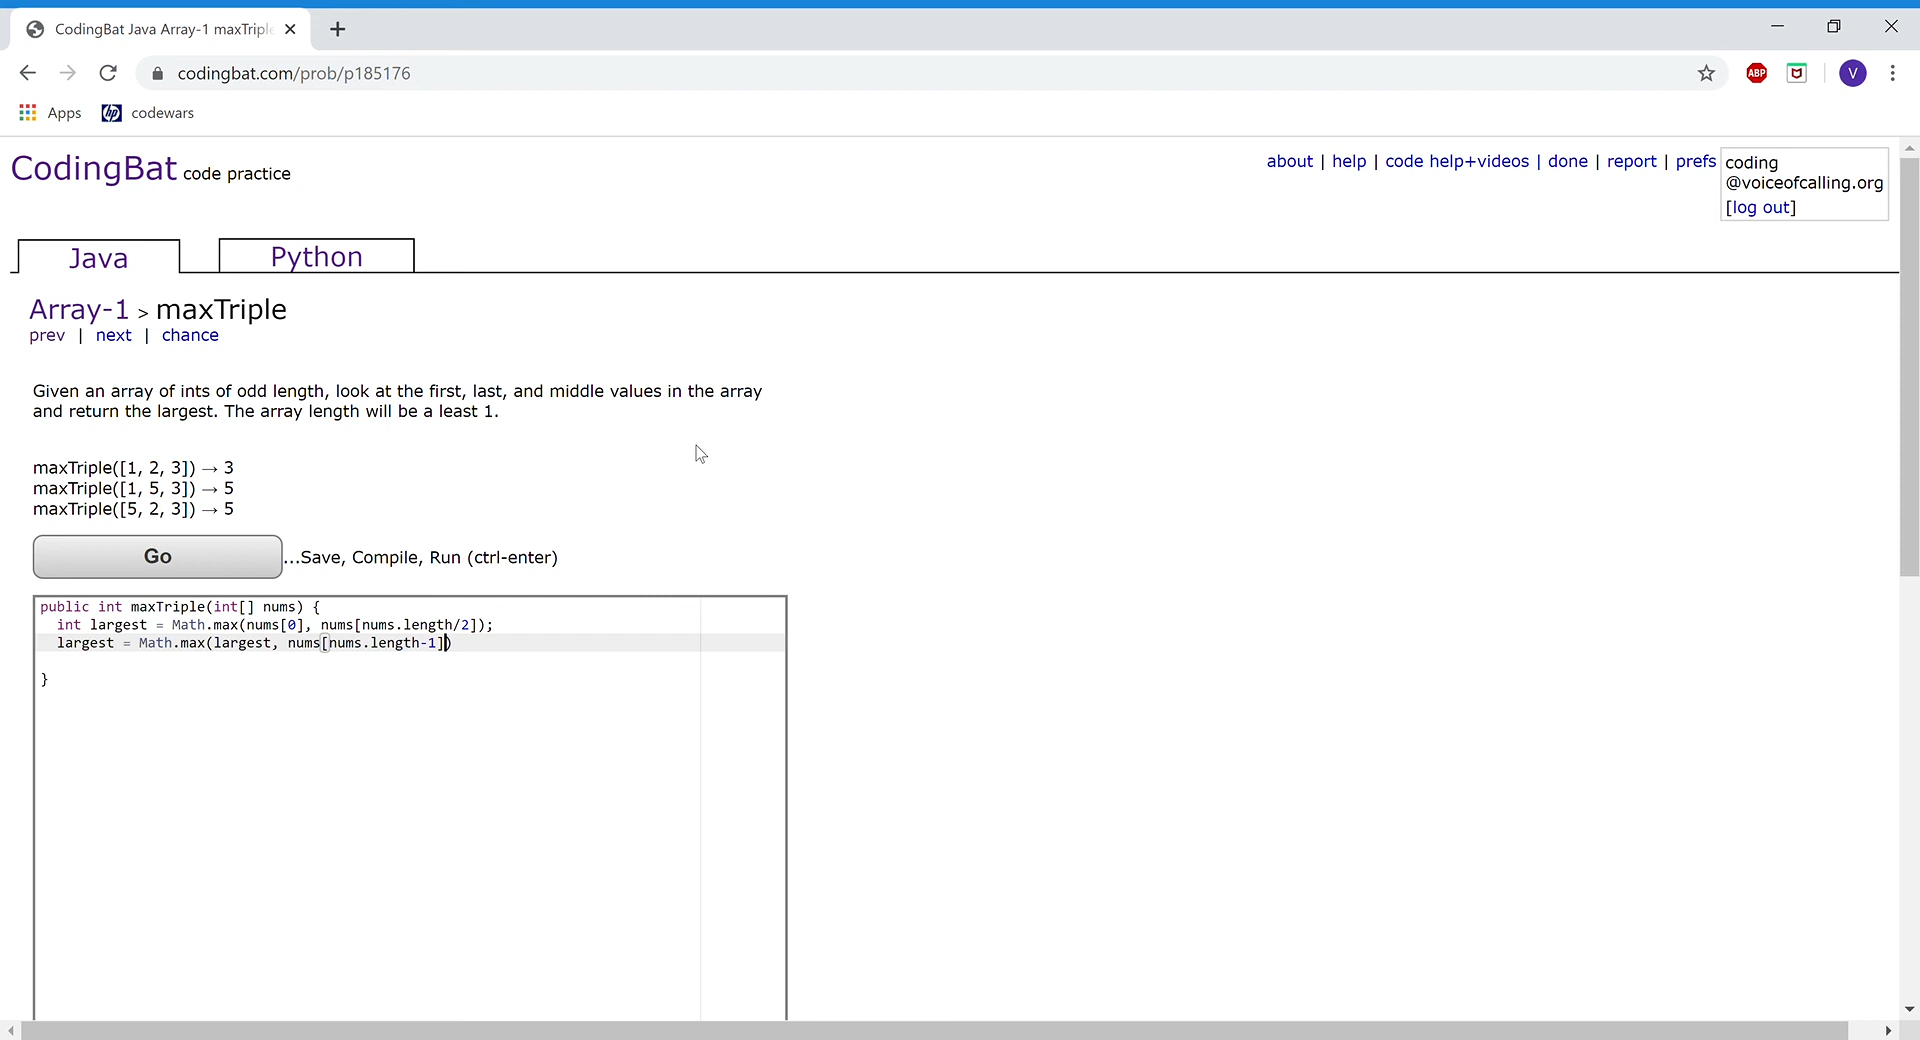 CodingBat Java Array-1 maxTriple
codingbat.com/prob/p185176
ABP
V
Apps
hp
codewars
CodingBat code practice
about | help | code help+videos | done | report | prefs
coding
@voiceofcalling.org
[log out]
Java
Python
Array-1 > maxTriple
prev | next | chance
Given an array of ints of odd length, look at the first, last, and middle values in the array
and return the largest. The array length will be a least 1.
maxTriple([1, 2, 3]) → 3
maxTriple([1, 5, 3]) → 5
maxTriple([5, 2, 3]) → 5
Go
...Save, Compile, Run (ctrl-enter)
public int maxTriple(int[] nums) {
  int largest = Math.max(nums[0], nums[nums.length/2]);
  largest = Math.max(largest, nums[nums.length-1])
}